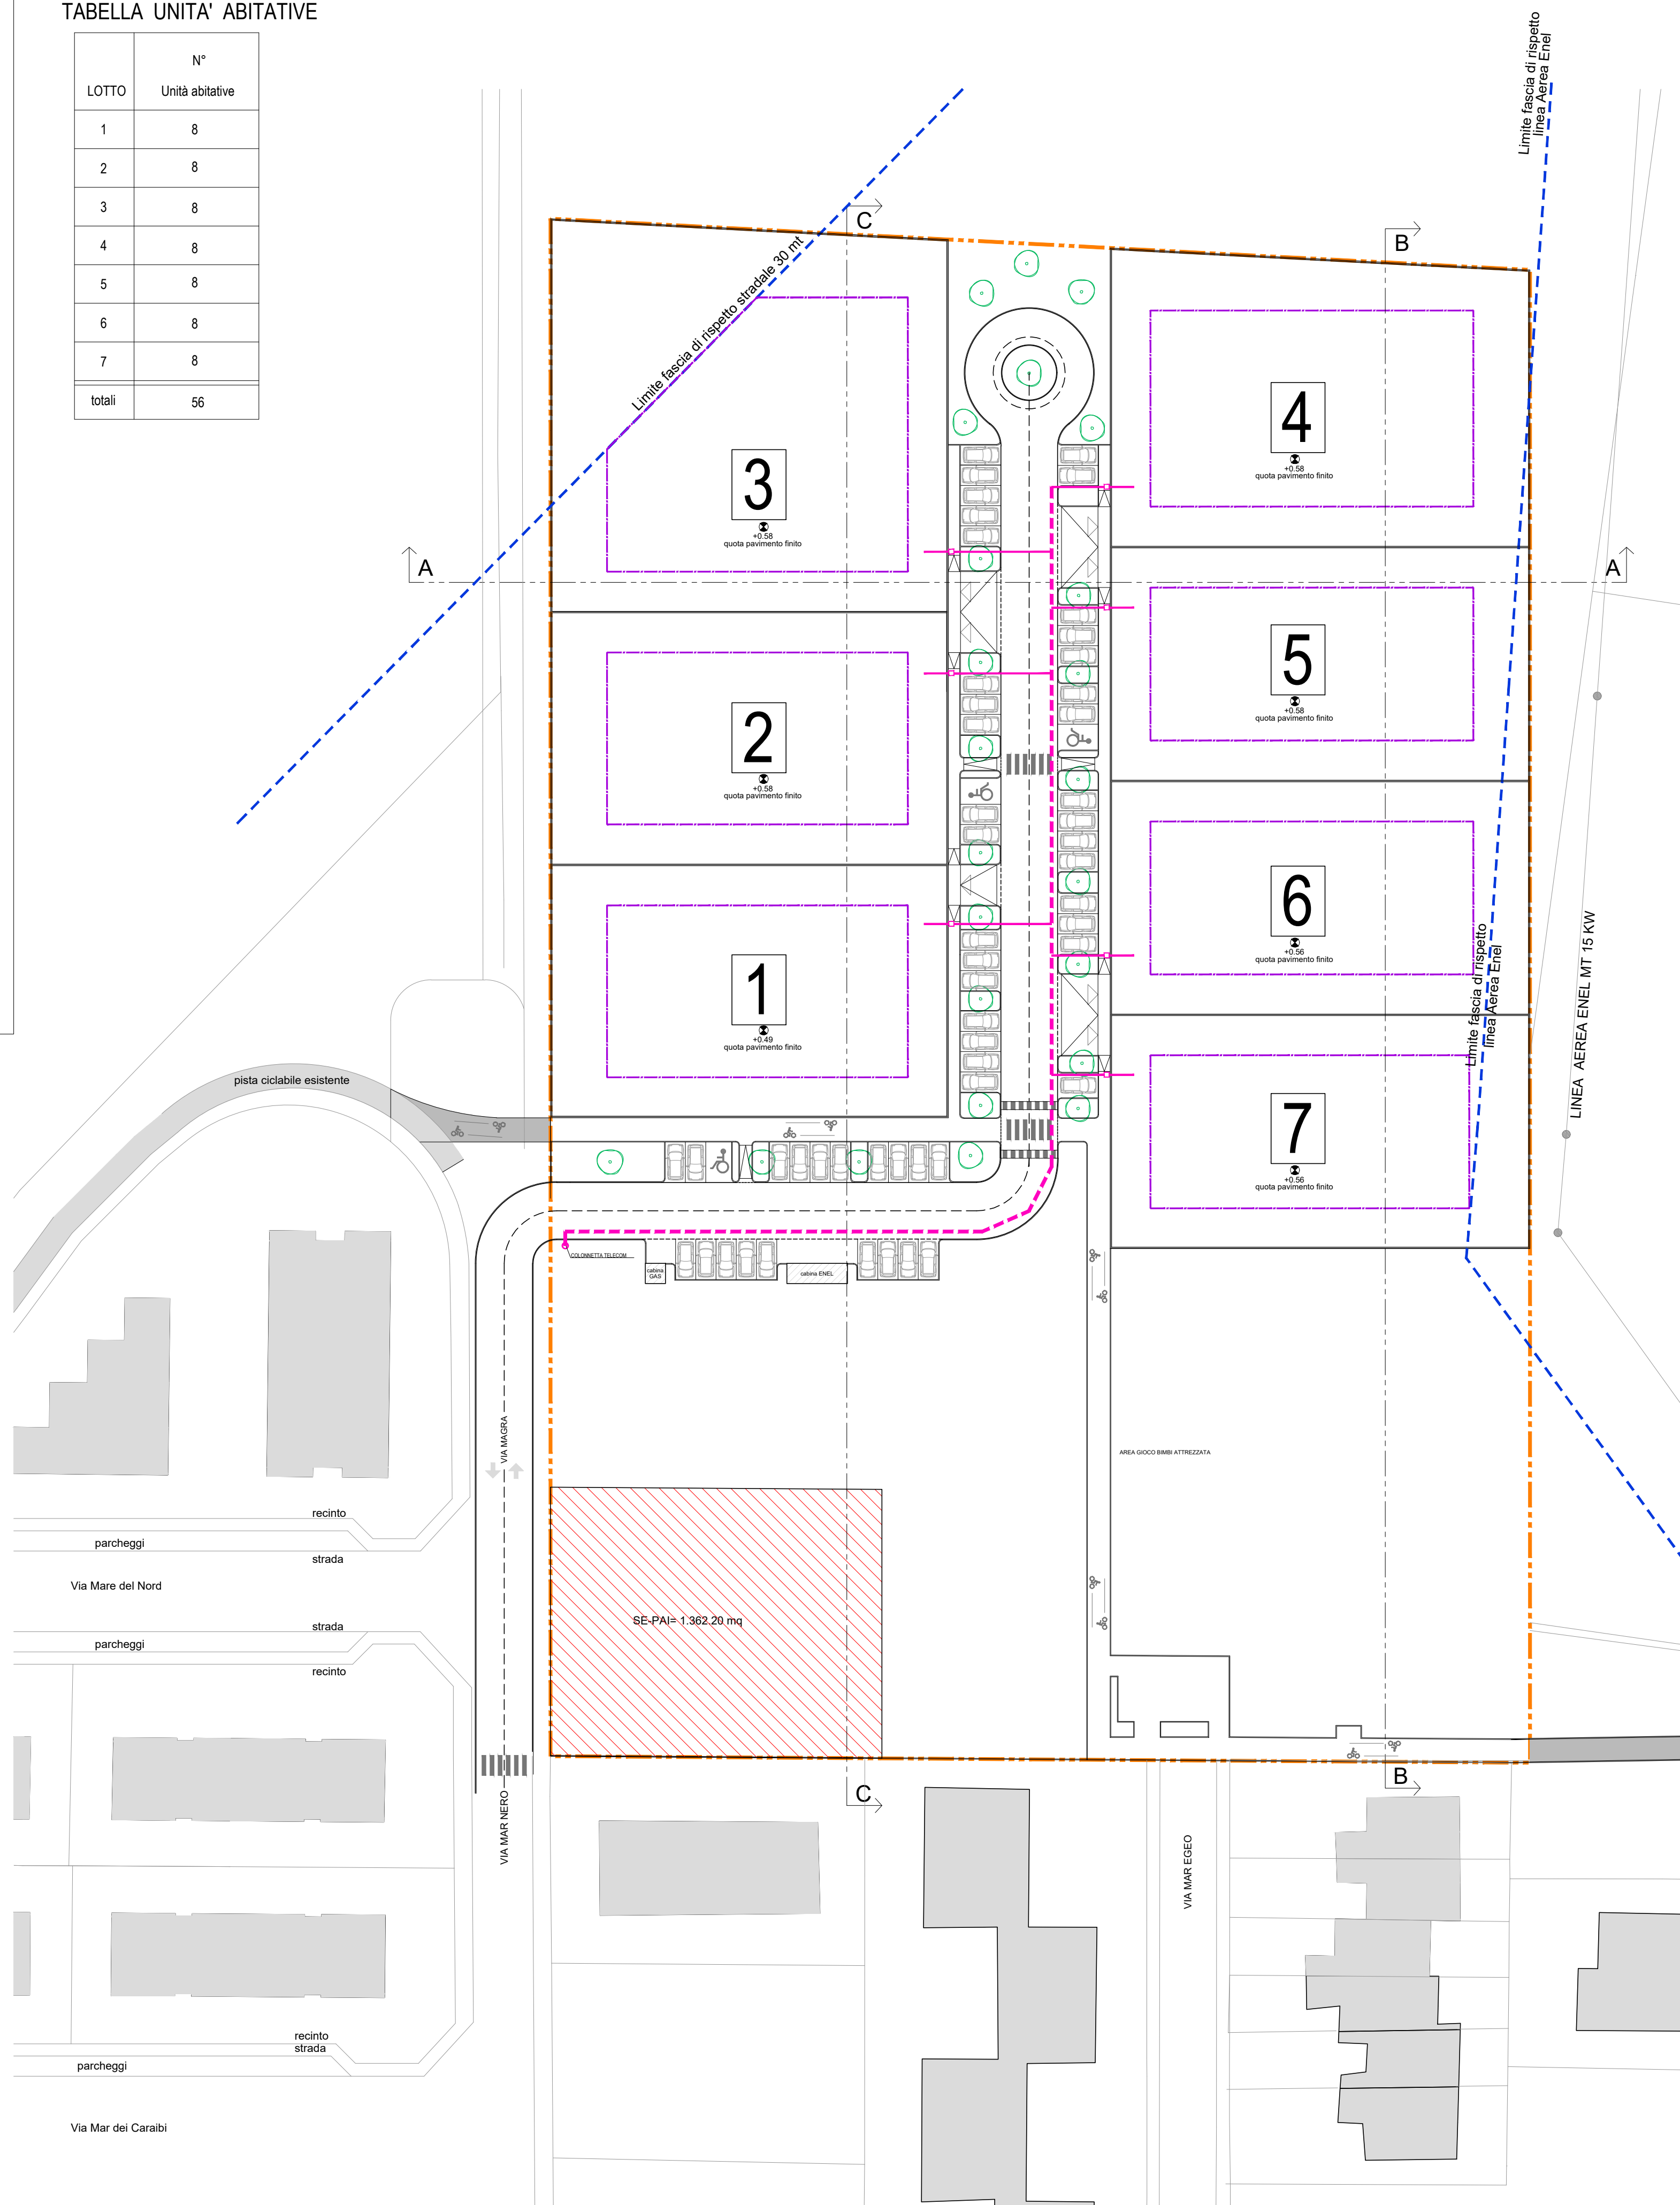 TABELLA UNITA' ABITATIVE
LOTTO
N°
Unità abitative
1 8
2 8
3 8
4 8
5 8
6 8
7 8
totali 56
Limite fascia di rispetto
linea Aerea Enel
C
B
Limite fascia di rispetto stradale 30 mt
4
+0.58
quota pavimento finito
3
+0.58
quota pavimento finito
A
A
5
+0.58
quota pavimento finito
2
+0.58
quota pavimento finito
6
+0.56
quota pavimento finito
1
+0.49
quota pavimento finito
Limite fascia di rispetto
linea Aerea Enel
LINEA AEREA ENEL MT 15 KW
pista ciclabile esistente
7
+0.56
quota pavimento finito
COLONNETTA TELECOM
cabina
GAS
cabina ENEL
VIA MAGRA
AREA GIOCO BIMBI ATTREZZATA
recinto
parcheggi
strada
Via Mare del Nord
SE-PAI= 1.362.20 mq
strada
parcheggi
recinto
C
B
VIA MAR NERO
VIA MAR EGEO
recinto
strada
parcheggi
Via Mar dei Caraibi